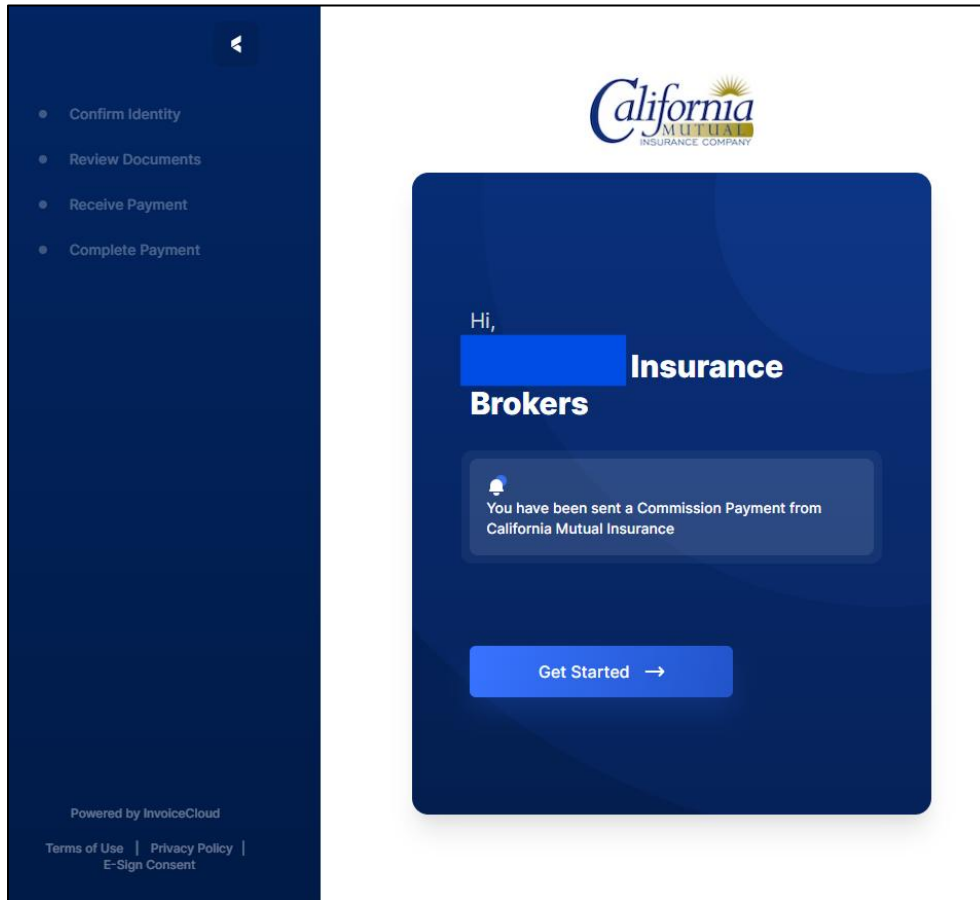 Confirm Identity
Review Documents
Receive Payment
Complete Payment
Powered by InvoiceCloud
Terms of Use | Privacy Policy |
E-Sign Consent
California
MUTUAL
INSURANCE COMPANY
Hi,
Insurance
Brokers
You have been sent a Commission Payment from
California Mutual Insurance
Get Started →